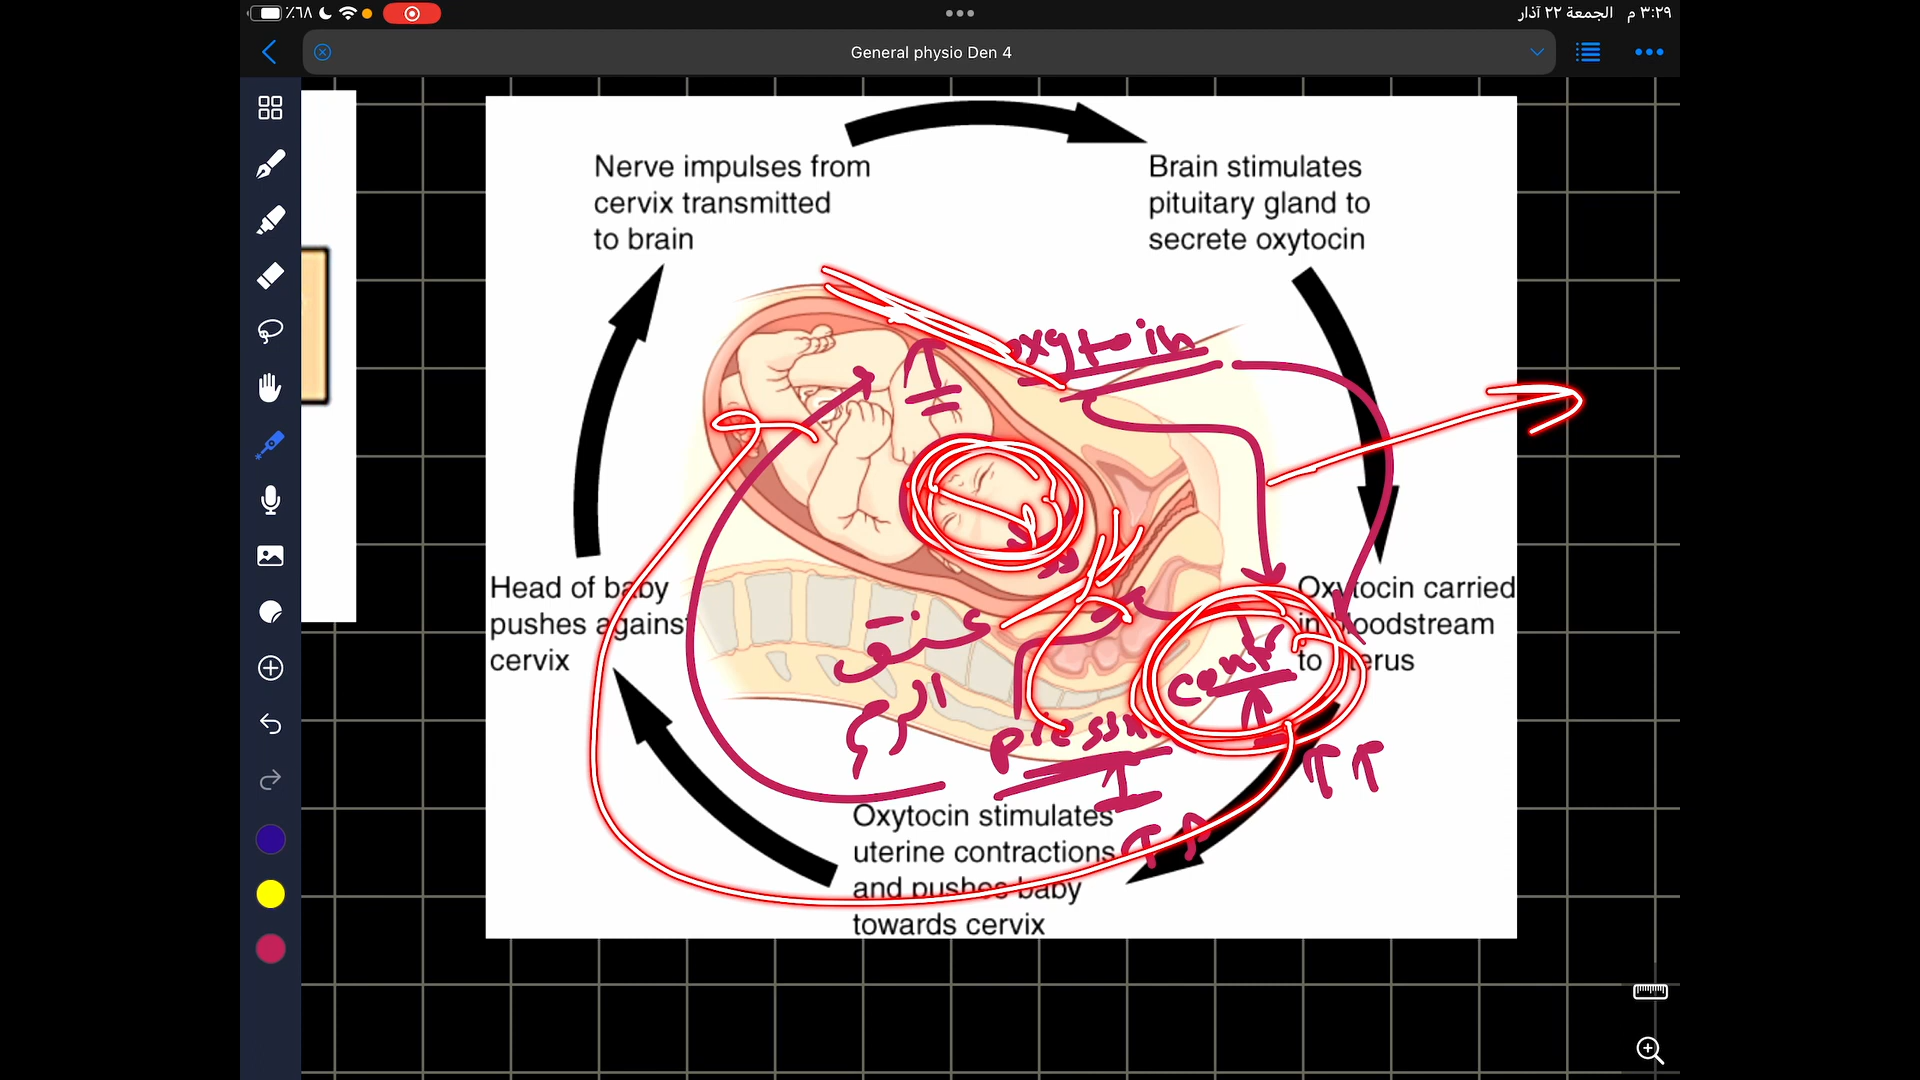 ٪٦٨
الجمعة ٢٢ آذار ٣:٢٩ م
General physio Den 4
Nerve impulses from
cervix transmitted
to brain
Brain stimulates
pituitary gland to
secrete oxytocin
oxytocin
Head of baby
pushes against
cervix
Oxytocin carried
in bloodstream
to uterus
عنق
الرحم
contr
Oxytocin stimulates
uterine contractions
and pushes baby
towards cervix